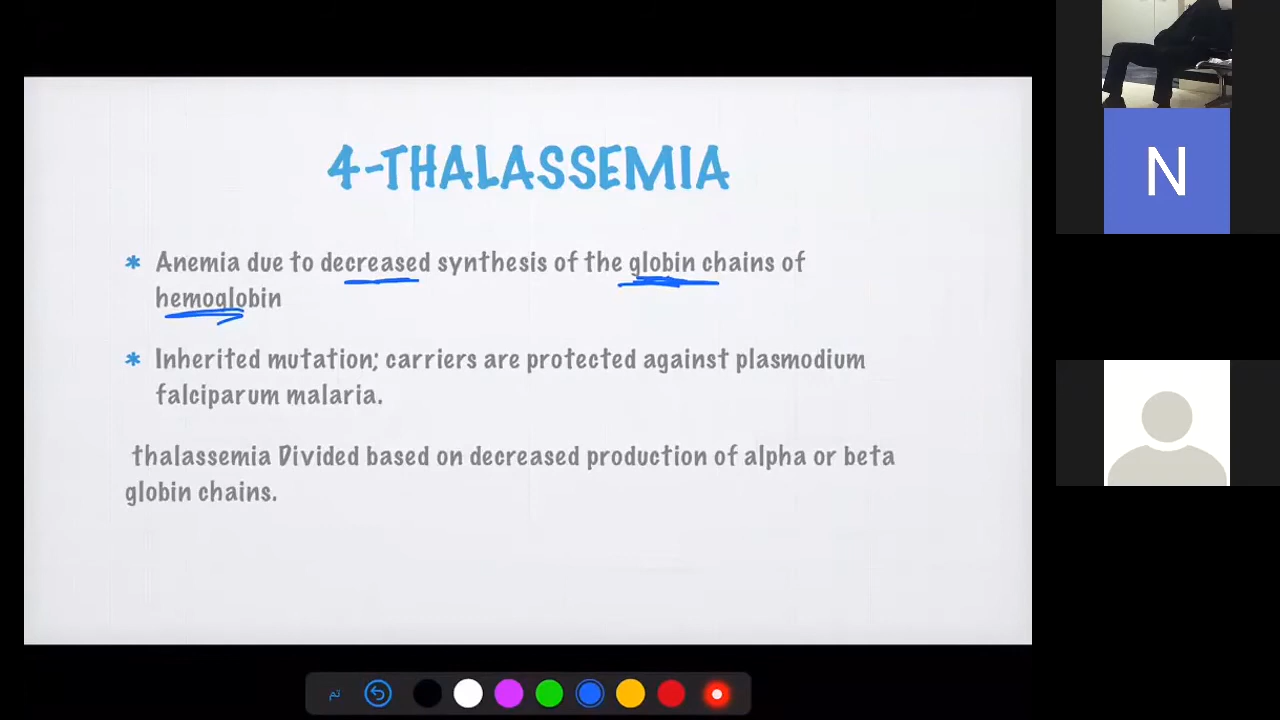 4-THALASSEMIA
* Anemia due to decreased synthesis of the globin chains of
hemoglobin
* Inherited mutation; carriers are protected against plasmodium
falciparum malaria.
thalassemia Divided based on decreased production of alpha or beta
globin chains.
N
تم